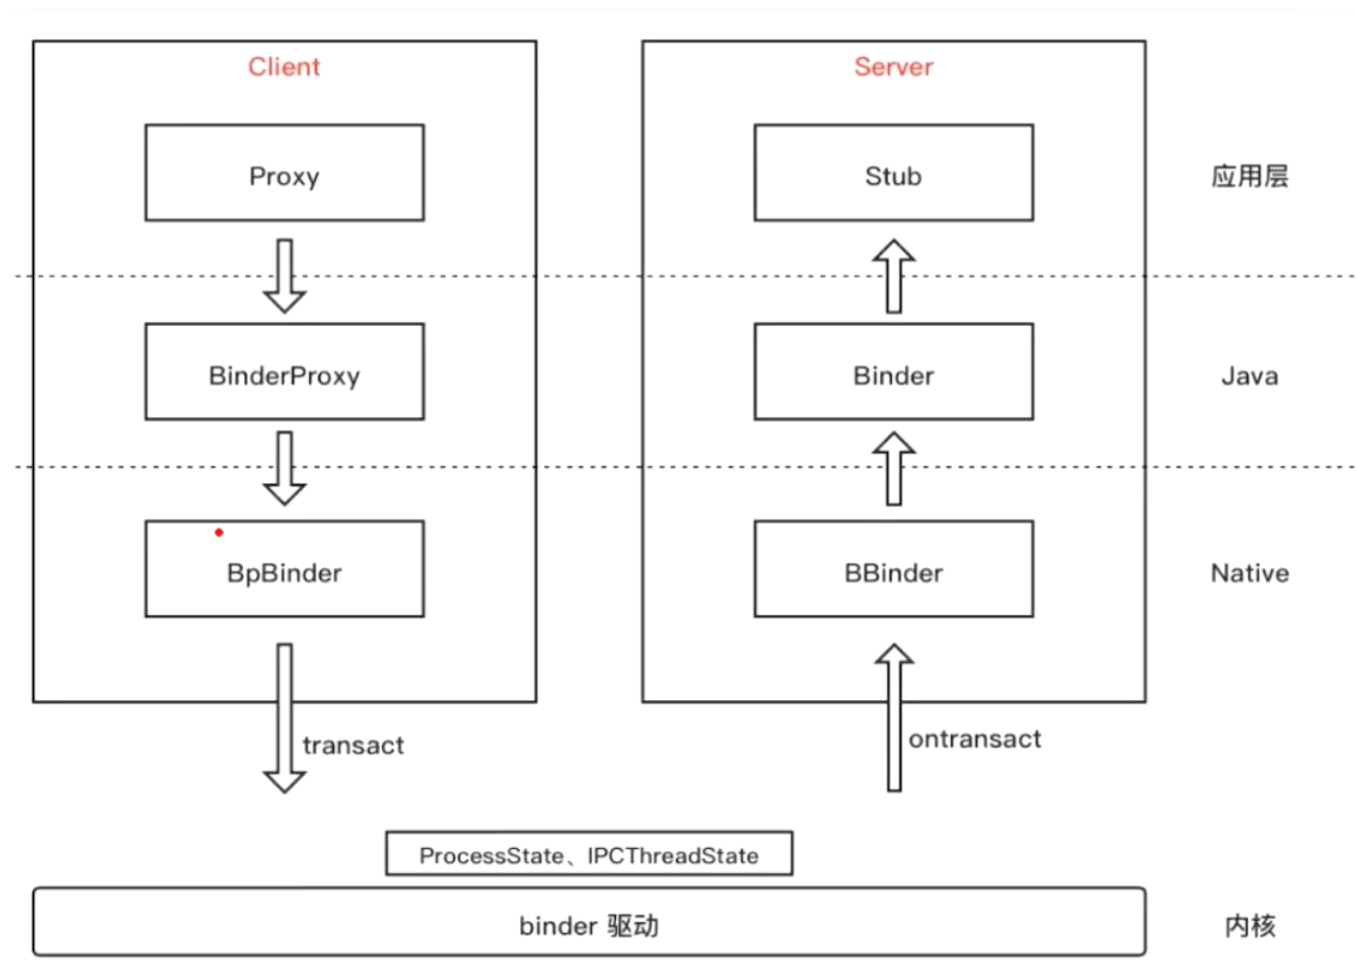 Client
Server
Proxy
Stub
应用层
BinderProxy
Binder
Java
BpBinder
BBinder
Native
transact
ontransact
ProcessState、IPCThreadState
binder 驱动
内核